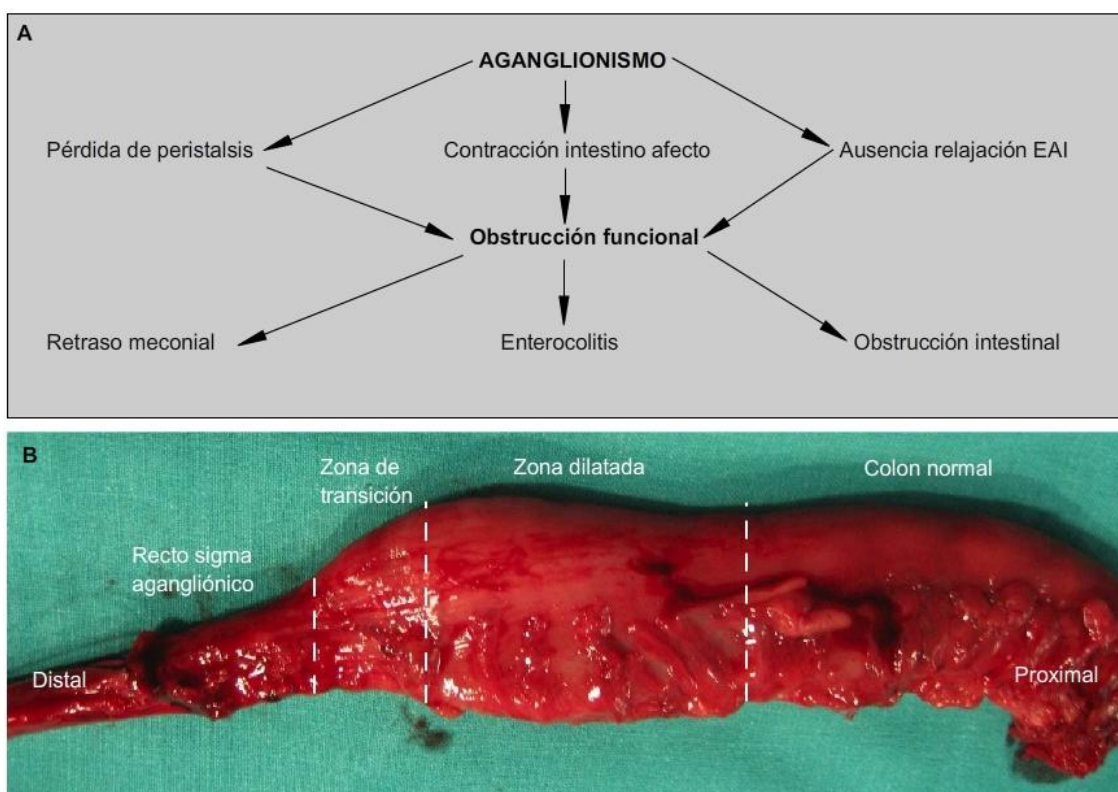 A
AGANGLIONISMO
Pérdida de peristalsis
Contracción intestino afecto
Ausencia relajación EAI
Obstrucción funcional
Retraso meconial
Enterocolitis
Obstrucción intestinal
B
Zona de
transición
Zona dilatada
Colon normal
Recto sigma
agangliónico
Distal
Proximal